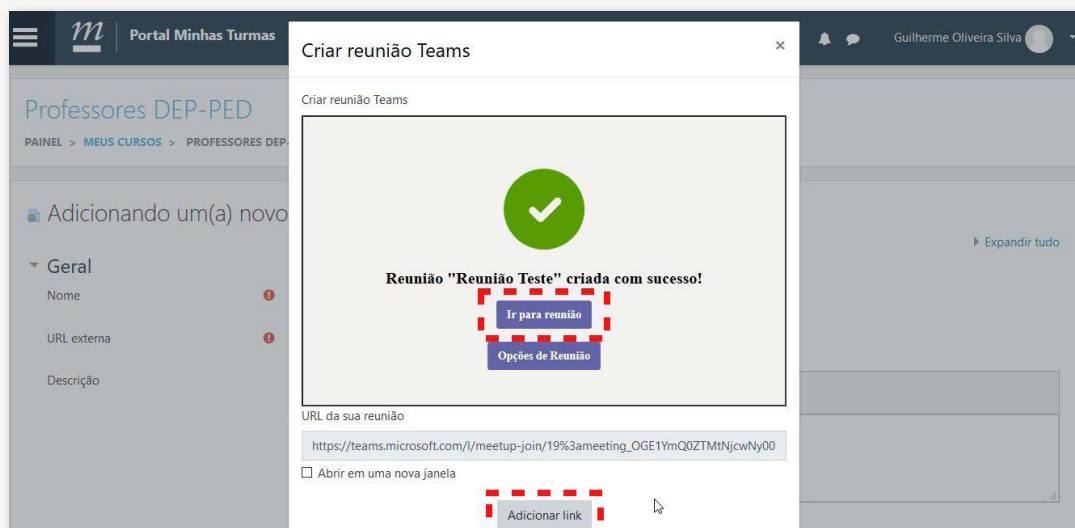 m Portal Minhas Turmas
Guilherme Oliveira Silva
Criar reunião Teams
×
Professores DEP-PED
PAINEL > MEUS CURSOS > PROFESSORES DEP-
Criar reunião Teams
Adicionando um(a) novo
Expandir tudo
Geral
Nome
URL externa
Descrição
Reunião "Reunião Teste" criada com sucesso!
Ir para reunião
Opções de Reunião
URL da sua reunião
https://teams.microsoft.com/l/meetup-join/19%3ameeting_OGE1YmQ0ZTMtNjcwNy00
Abrir em uma nova janela
Adicionar link